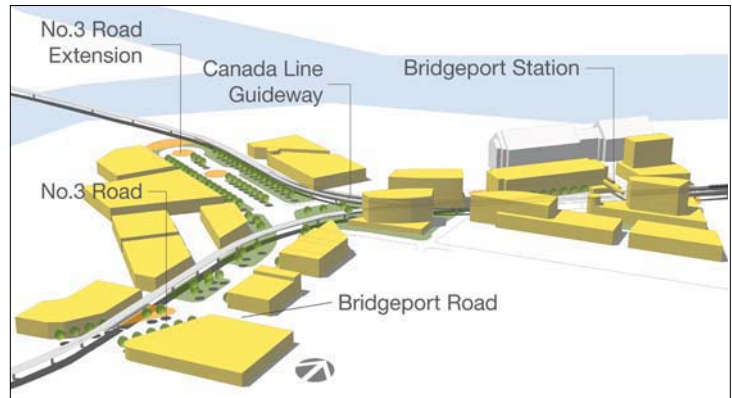 No.3 Road
Extension
Canada Line
Guideway
Bridgeport Station
No.3 Road
Bridgeport Road